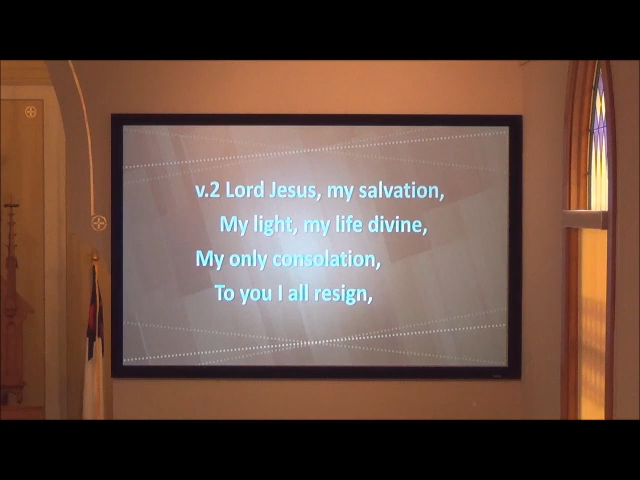 v.2 Lord Jesus, my salvation,
My light, my life divine,
My only consolation,
To you I all resign,